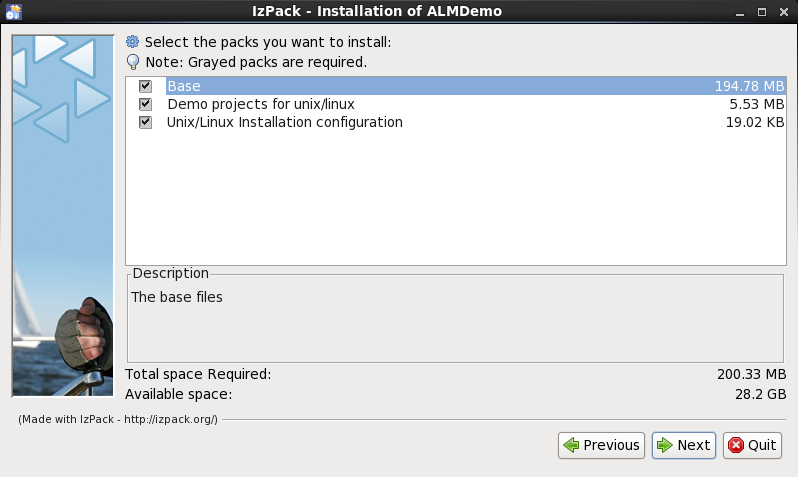 IzPack - Installation of ALMDemo
Select the packs you want to install:
Note: Grayed packs are required.
Base 194.78 MB
Demo projects for unix/linux 5.53 MB
Unix/Linux Installation configuration 19.02 KB
Description
The base files
Total space Required: 200.33 MB
Available space: 28.2 GB
(Made with IzPack - http://izpack.org/)
Previous Next Quit